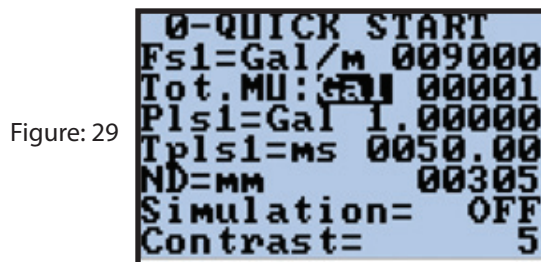 Figure: 29
0-QUICK START
Fs1=Gal/m 009000
Tot.MU:Gal 00001
Pls1=Gal 1.00000
Tpls1=ms 0050.00
ND=mm 00305
Simulation= OFF
Contrast= 5